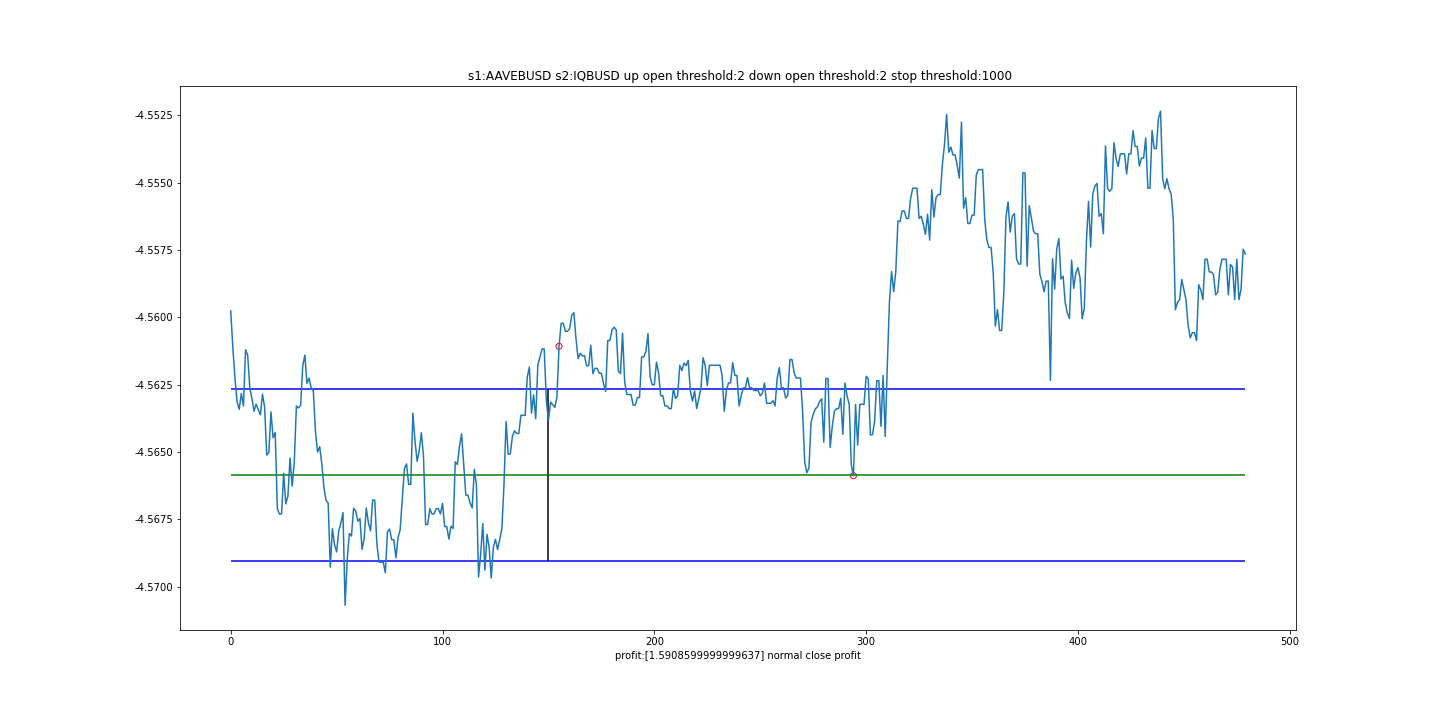 s1:AAVEBUSD s2:IQBUSD up open threshold:2 down open threshold:2 stop threshold:1000
-4.5525
-4.5550
-4.5575
-4.5600
-4.5625
-4.5650
-4.5675
-4.5700
0 100 200 300 400 500
profit:[1.5908599999999637] normal close profit